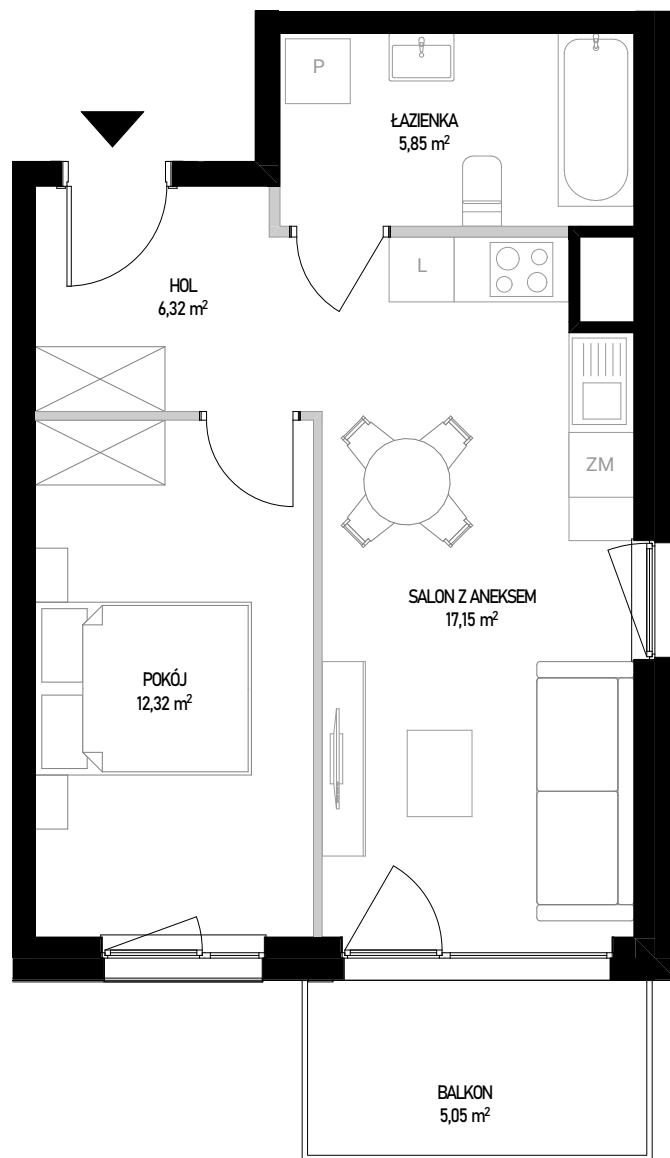 P
ŁAZIENKA
5,85 m²
HOL
6,32 m²
L
ZM
SALON Z ANEKSEM
17,15 m²
POKÓJ
12,32 m²
BALKON
5,05 m²